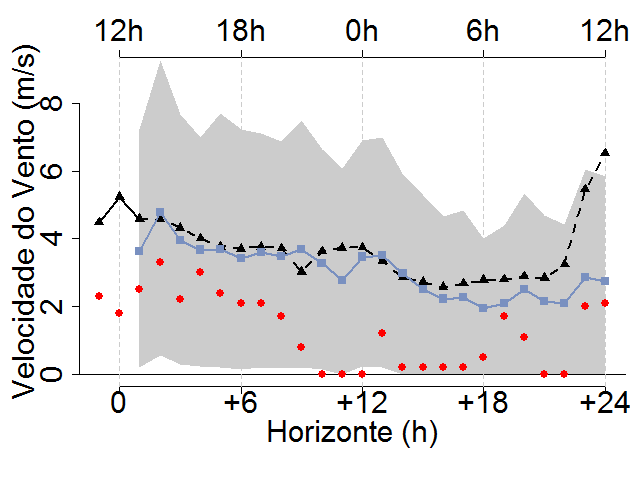 12h 18h 0h 6h 12h
Velocidade do Vento (m/s)
8
6
4
2
0
0 +6 +12 +18 +24
Horizonte (h)